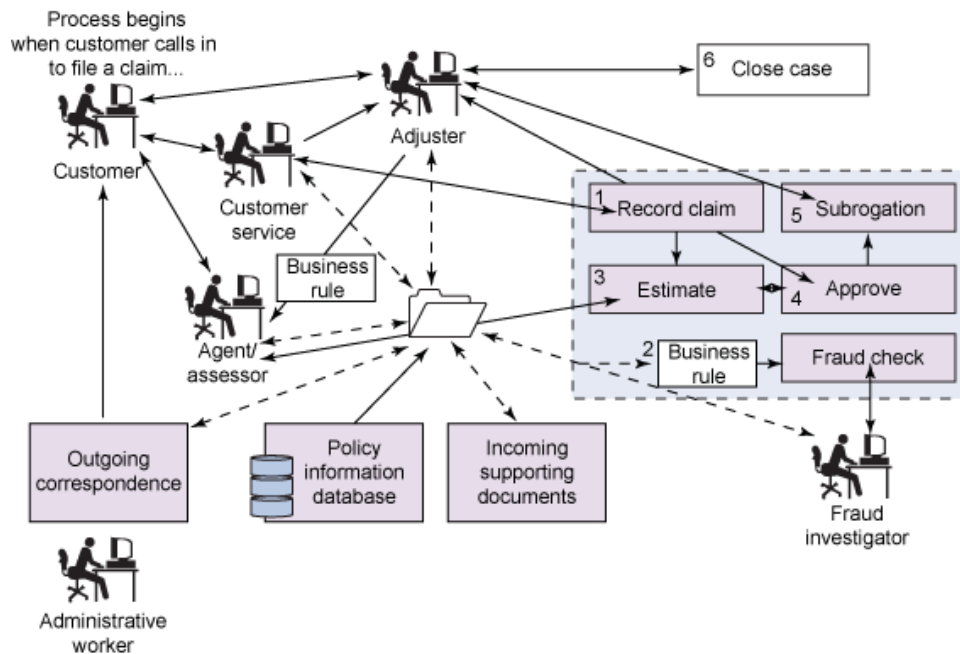 Process begins
when customer calls in
to file a claim...
Customer
Customer
service
Adjuster
6
Close case
1
Record claim
5
Subrogation
3
Estimate
4
Approve
2
Business
rule
Fraud check
Business
rule
Agent/
assessor
Outgoing
correspondence
Policy
information
database
Incoming
supporting
documents
Fraud
investigator
Administrative
worker